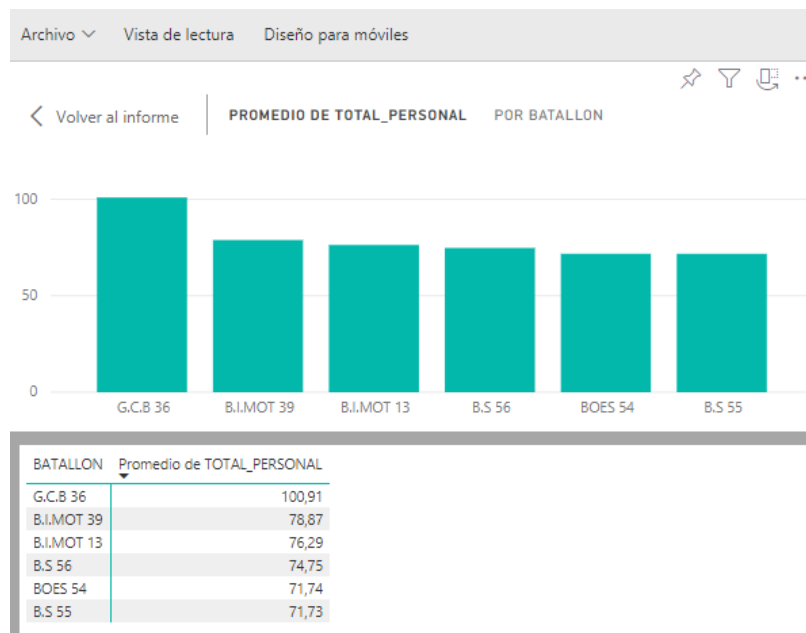 Archivo Vista de lectura Diseño para móviles
Volver al informe PROMEDIO DE TOTAL_PERSONAL POR BATALLON
100
50
0
G.C.B 36 B.I.MOT 39 B.I.MOT 13 B.S 56 BOES 54 B.S 55
BATALLON Promedio de TOTAL_PERSONAL
G.C.B 36 100,91
B.I.MOT 39 78,87
B.I.MOT 13 76,29
B.S 56 74,75
BOES 54 71,74
B.S 55 71,73